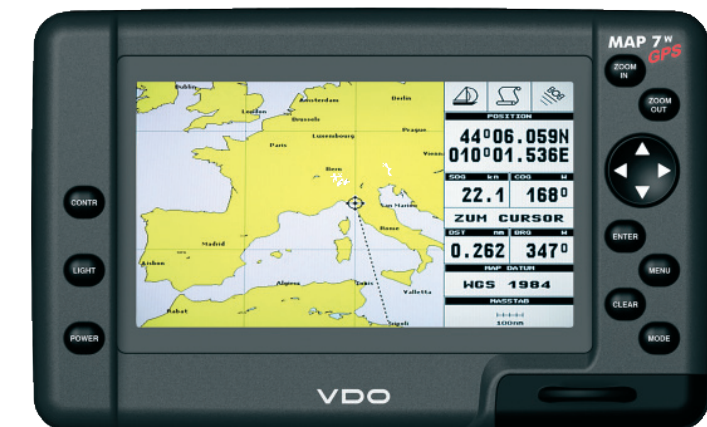 MAP 7 W
GPS
ZOOM IN
ZOOM OUT
CONTR
LIGHT
POWER
ENTER
MENU
CLEAR
MODE
Dublin
London
Amsterdam
Berlin
Brussels
Luxembourg
Prague
Paris
Vienna
Bern
San Marino
Rome
Madrid
Lisbon
Algiers
Tunis
Valletta
Rabat
Tripoli
POSITION
44°06.059N
010°01.536E
SOG kn COG M
22.1 168°
ZUM CURSOR
DST nm BRG M
0.262 347°
MAP DATUM
WGS 1984
MASSTAB
100nm
VDO